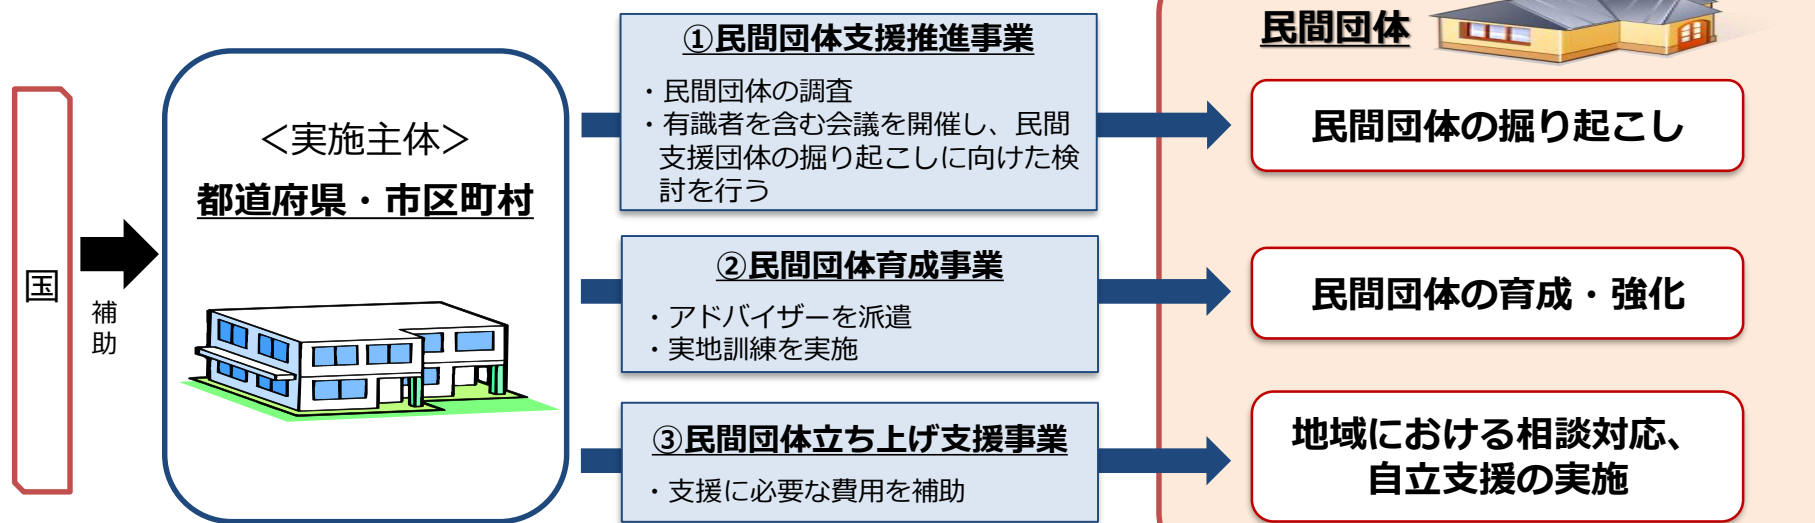 国
補助
＜実施主体＞
都道府県・市区町村
①民間団体支援推進事業
・民間団体の調査
・有識者を含む会議を開催し、民間
支援団体の掘り起こしに向けた検
討を行う
②民間団体育成事業
・アドバイザーを派遣
・実地訓練を実施
③民間団体立ち上げ支援事業
・支援に必要な費用を補助
民間団体
民間団体の掘り起こし
民間団体の育成・強化
地域における相談対応、
自立支援の実施